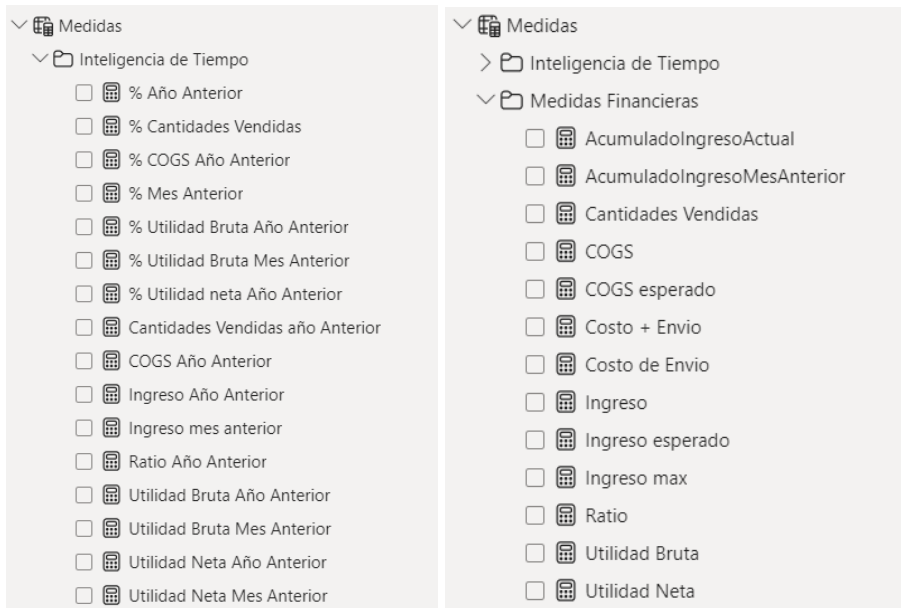 Medidas
Inteligencia de Tiempo
% Año Anterior
% Cantidades Vendidas
% COGS Año Anterior
% Mes Anterior
% Utilidad Bruta Año Anterior
% Utilidad Bruta Mes Anterior
% Utilidad neta Año Anterior
Cantidades Vendidas año Anterior
COGS Año Anterior
Ingreso Año Anterior
Ingreso mes anterior
Ratio Año Anterior
Utilidad Bruta Año Anterior
Utilidad Bruta Mes Anterior
Utilidad Neta Año Anterior
Utilidad Neta Mes Anterior
Medidas
Inteligencia de Tiempo
Medidas Financieras
AcumuladoIngresoActual
AcumuladoIngresoMesAnterior
Cantidades Vendidas
COGS
COGS esperado
Costo + Envio
Costo de Envio
Ingreso
Ingreso esperado
Ingreso max
Ratio
Utilidad Bruta
Utilidad Neta